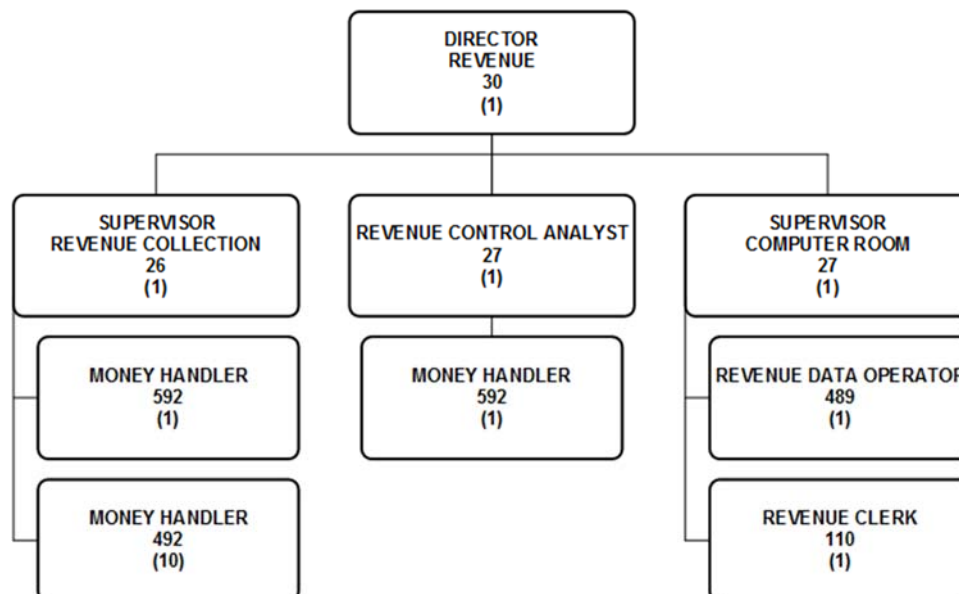 DIRECTOR
REVENUE
30
(1)
SUPERVISOR
REVENUE COLLECTION
26
(1)
REVENUE CONTROL ANALYST
27
(1)
SUPERVISOR
COMPUTER ROOM
27
(1)
MONEY HANDLER
592
(1)
MONEY HANDLER
592
(1)
REVENUE DATA OPERATOR
489
(1)
MONEY HANDLER
492
(10)
REVENUE CLERK
110
(1)